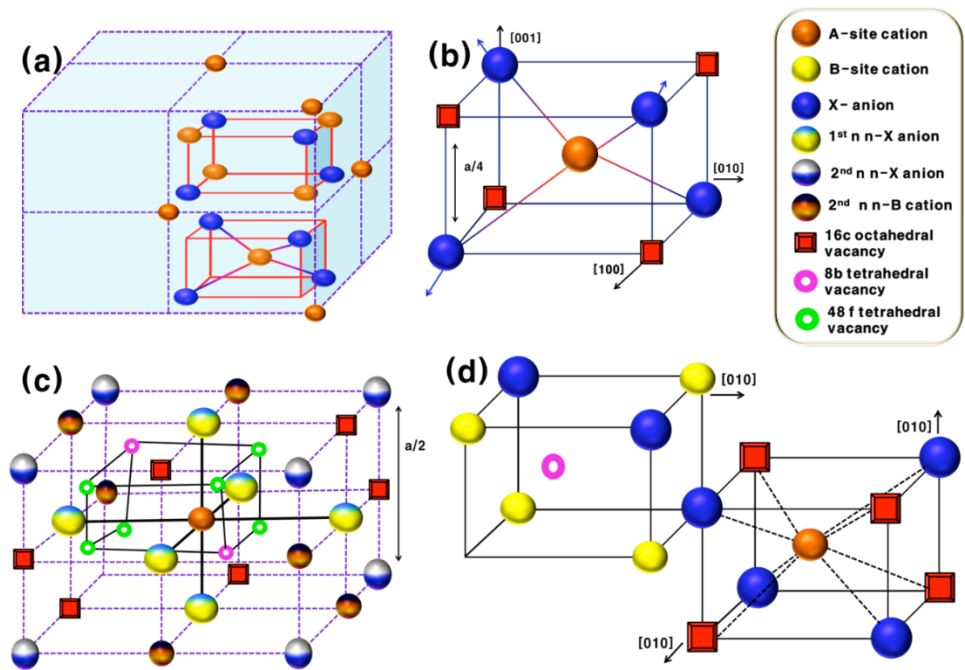 (a)
(b)
[001]
a/4
[010]
[100]
A-site cation
B-site cation
X- anion
1st n n-X anion
2nd n n-X anion
2nd n n-B cation
16c octahedral
vacancy
8b tetrahedral
vacancy
48 f tetrahedral
vacancy
(c)
a/2
(d)
[010]
[010]
[010]